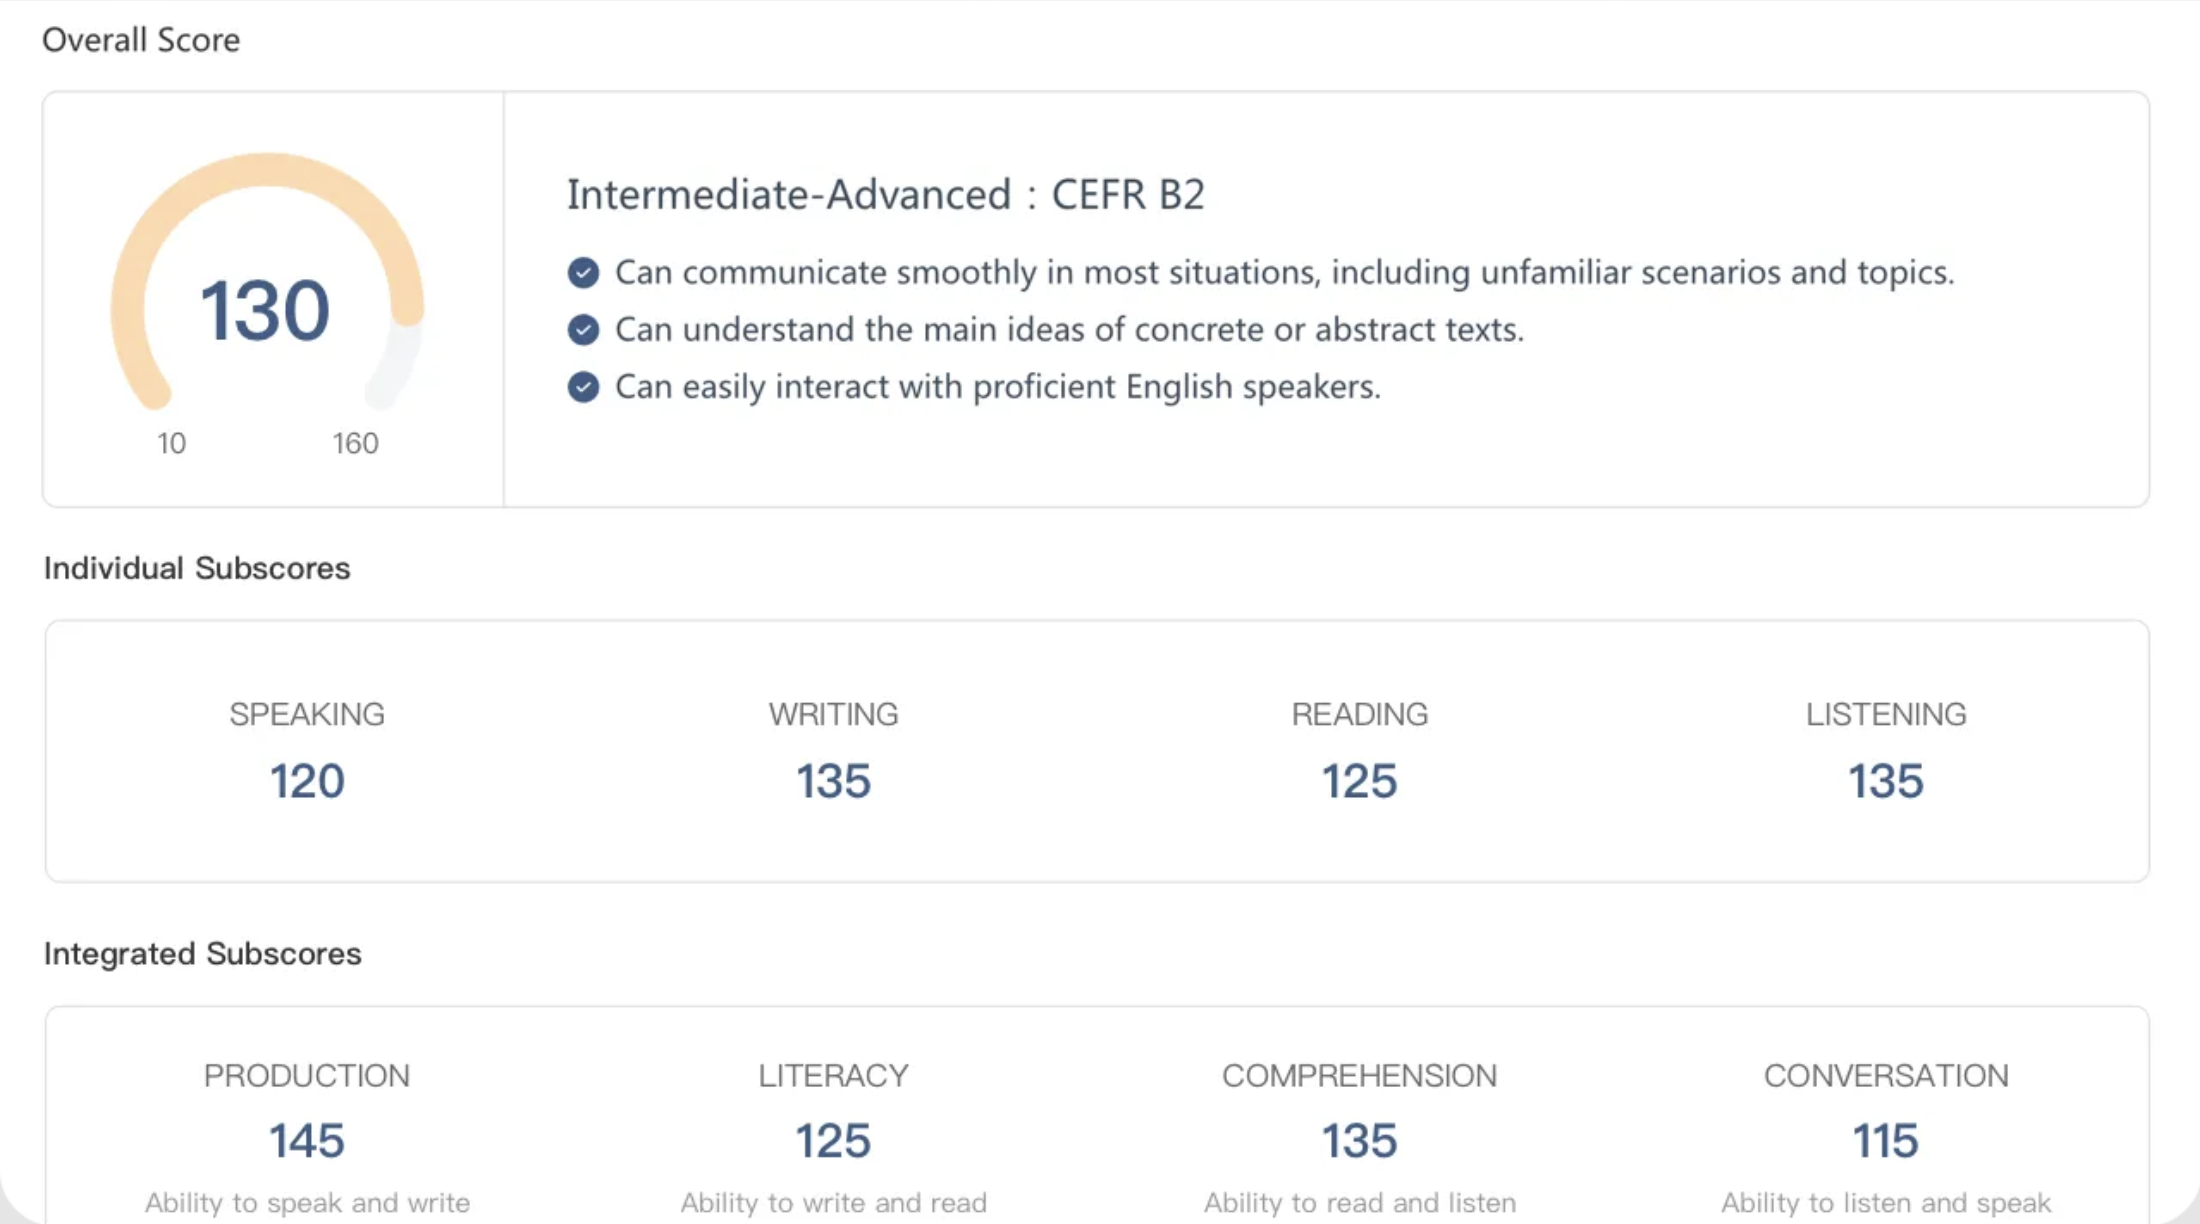 Overall Score
130
10 160
Intermediate-Advanced : CEFR B2
Can communicate smoothly in most situations, including unfamiliar scenarios and topics.
Can understand the main ideas of concrete or abstract texts.
Can easily interact with proficient English speakers.
Individual Subscores
SPEAKING WRITING READING LISTENING
120 135 125 135
Integrated Subscores
PRODUCTION LITERACY COMPREHENSION CONVERSATION
145 125 135 115
Ability to speak and write Ability to write and read Ability to read and listen Ability to listen and speak